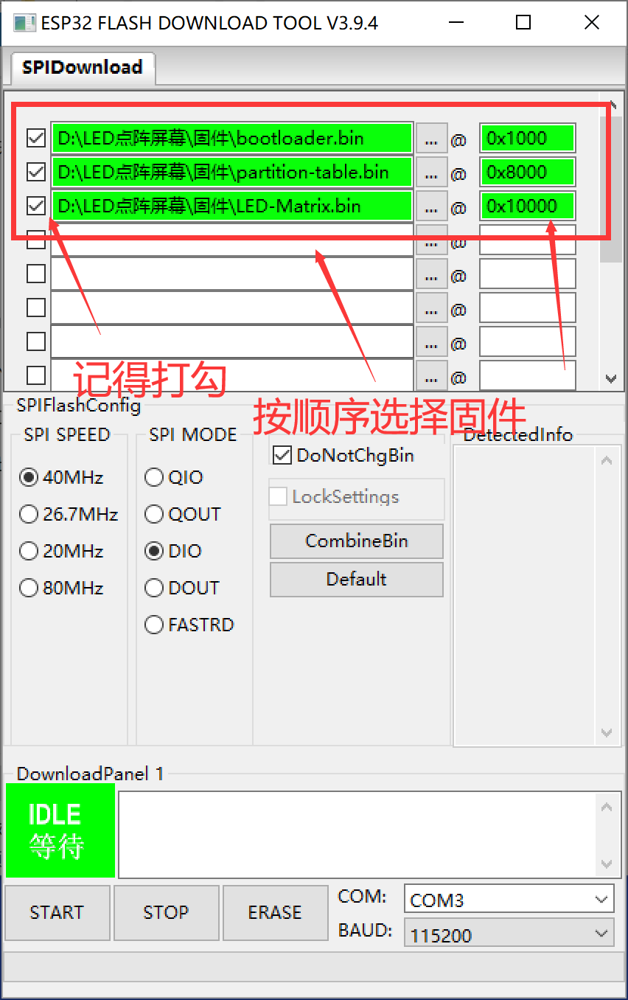 ESP32 FLASH DOWNLOAD TOOL V3.9.4
SPIDownload
D:\LED点阵屏幕\固件\bootloader.bin ... @ 0x1000
D:\LED点阵屏幕\固件\partition-table.bin ... @ 0x8000
D:\LED点阵屏幕\固件\LED-Matrix.bin ... @ 0x10000
... @
... @
... @
... @
... @
记得打勾
按顺序选择固件
SPIFlashConfig
SPI SPEED
40MHz
26.7MHz
20MHz
80MHz
SPI MODE
QIO
QOUT
DIO
DOUT
FASTRD
DoNotChgBin
LockSettings
CombineBin
Default
DetectedInfo
DownloadPanel 1
IDLE
等待
START STOP ERASE
COM: COM3
BAUD: 115200